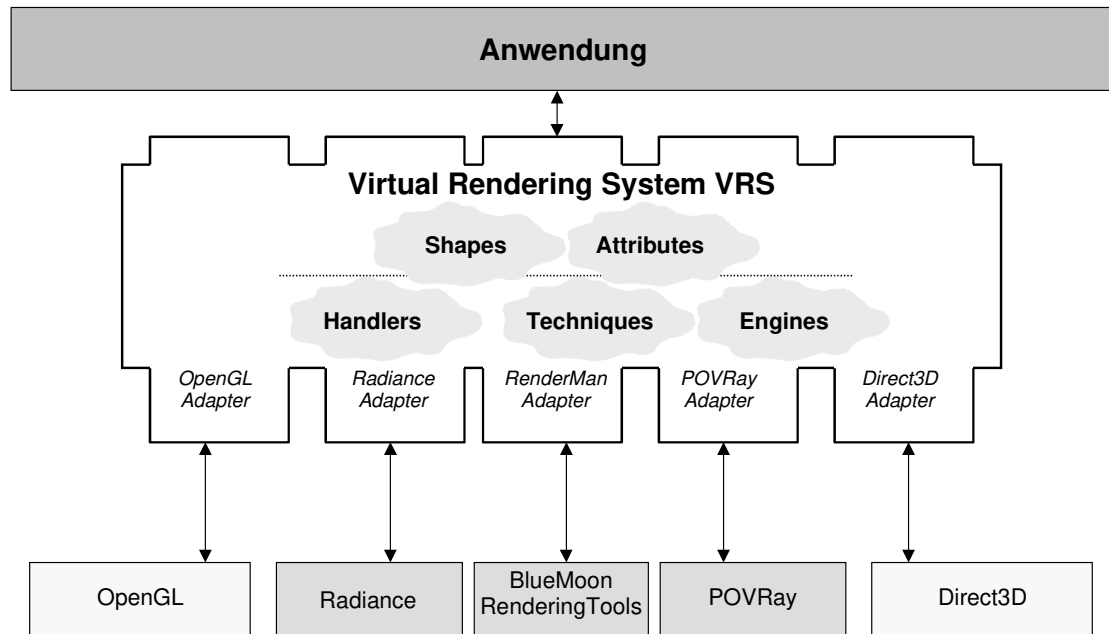 Anwendung
Virtual Rendering System VRS
Shapes
Attributes
Handlers
Techniques
Engines
OpenGL
Adapter
Radiance
Adapter
RenderMan
Adapter
POVRay
Adapter
Direct3D
Adapter
OpenGL
Radiance
BlueMoon
RenderingTools
POVRay
Direct3D